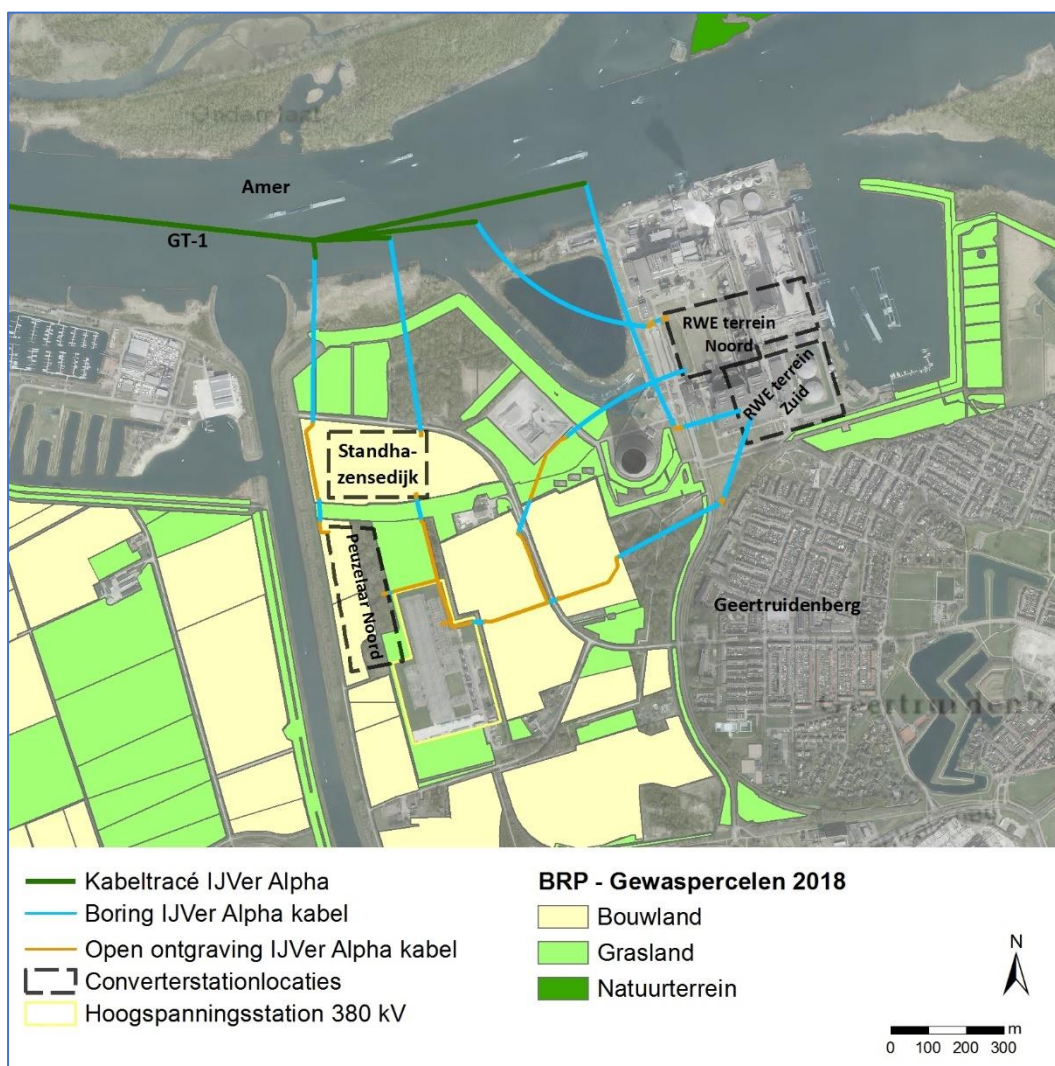 Ondarnlaat
Amer
GT-1
RWE terrein
Noord
RWE terrein
Zuid
Standha-
zensedijk
Peuzelaar Noord
Geertruidenberg
Geertruidenb
Kabeltracé IJVer Alpha
Boring IJVer Alpha kabel
Open ontgraving IJVer Alpha kabel
Converterstationlocaties
Hoogspanningsstation 380 kV
BRP - Gewaspercelen 2018
Bouwland
Grasland
Natuurterrein
N
m
0 100 200 300